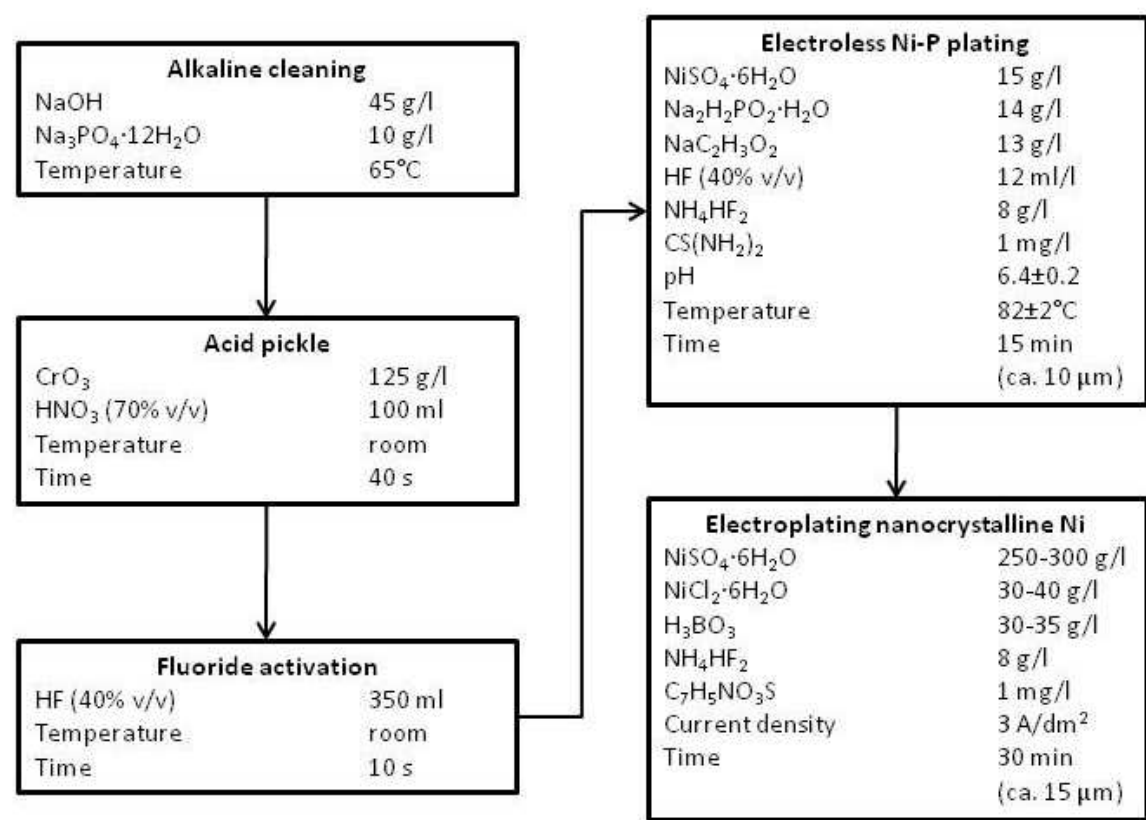 Alkaline cleaning
NaOH 45 g/l
Na₃PO₄·12H₂O 10 g/l
Temperature 65°C
Acid pickle
CrO₃ 125 g/l
HNO₃ (70% v/v) 100 ml
Temperature room
Time 40 s
Fluoride activation
HF (40% v/v) 350 ml
Temperature room
Time 10 s
Electroless Ni-P plating
NiSO₄·6H₂O 15 g/l
Na₂H₂PO₂·H₂O 14 g/l
NaC₂H₃O₂ 13 g/l
HF (40% v/v) 12 ml/l
NH₄HF₂ 8 g/l
CS(NH₂)₂ 1 mg/l
pH 6.4±0.2
Temperature 82±2°C
Time 15 min
(ca. 10 μm)
Electroplating nanocrystalline Ni
NiSO₄·6H₂O 250-300 g/l
NiCl₂·6H₂O 30-40 g/l
H₃BO₃ 30-35 g/l
NH₄HF₂ 8 g/l
C₇H₅NO₃S 1 mg/l
Current density 3 A/dm²
Time 30 min
(ca. 15 μm)